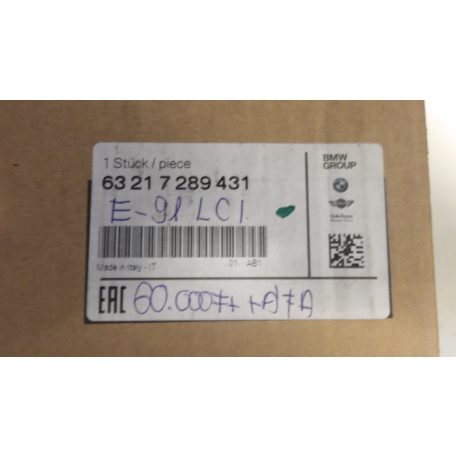 1 Stück / piece
BMW
GROUP
63 21 7 289 431
E-91 LCI
Made in Italy - IT
01 AB1
EAC 60.000Ft + ÁFA